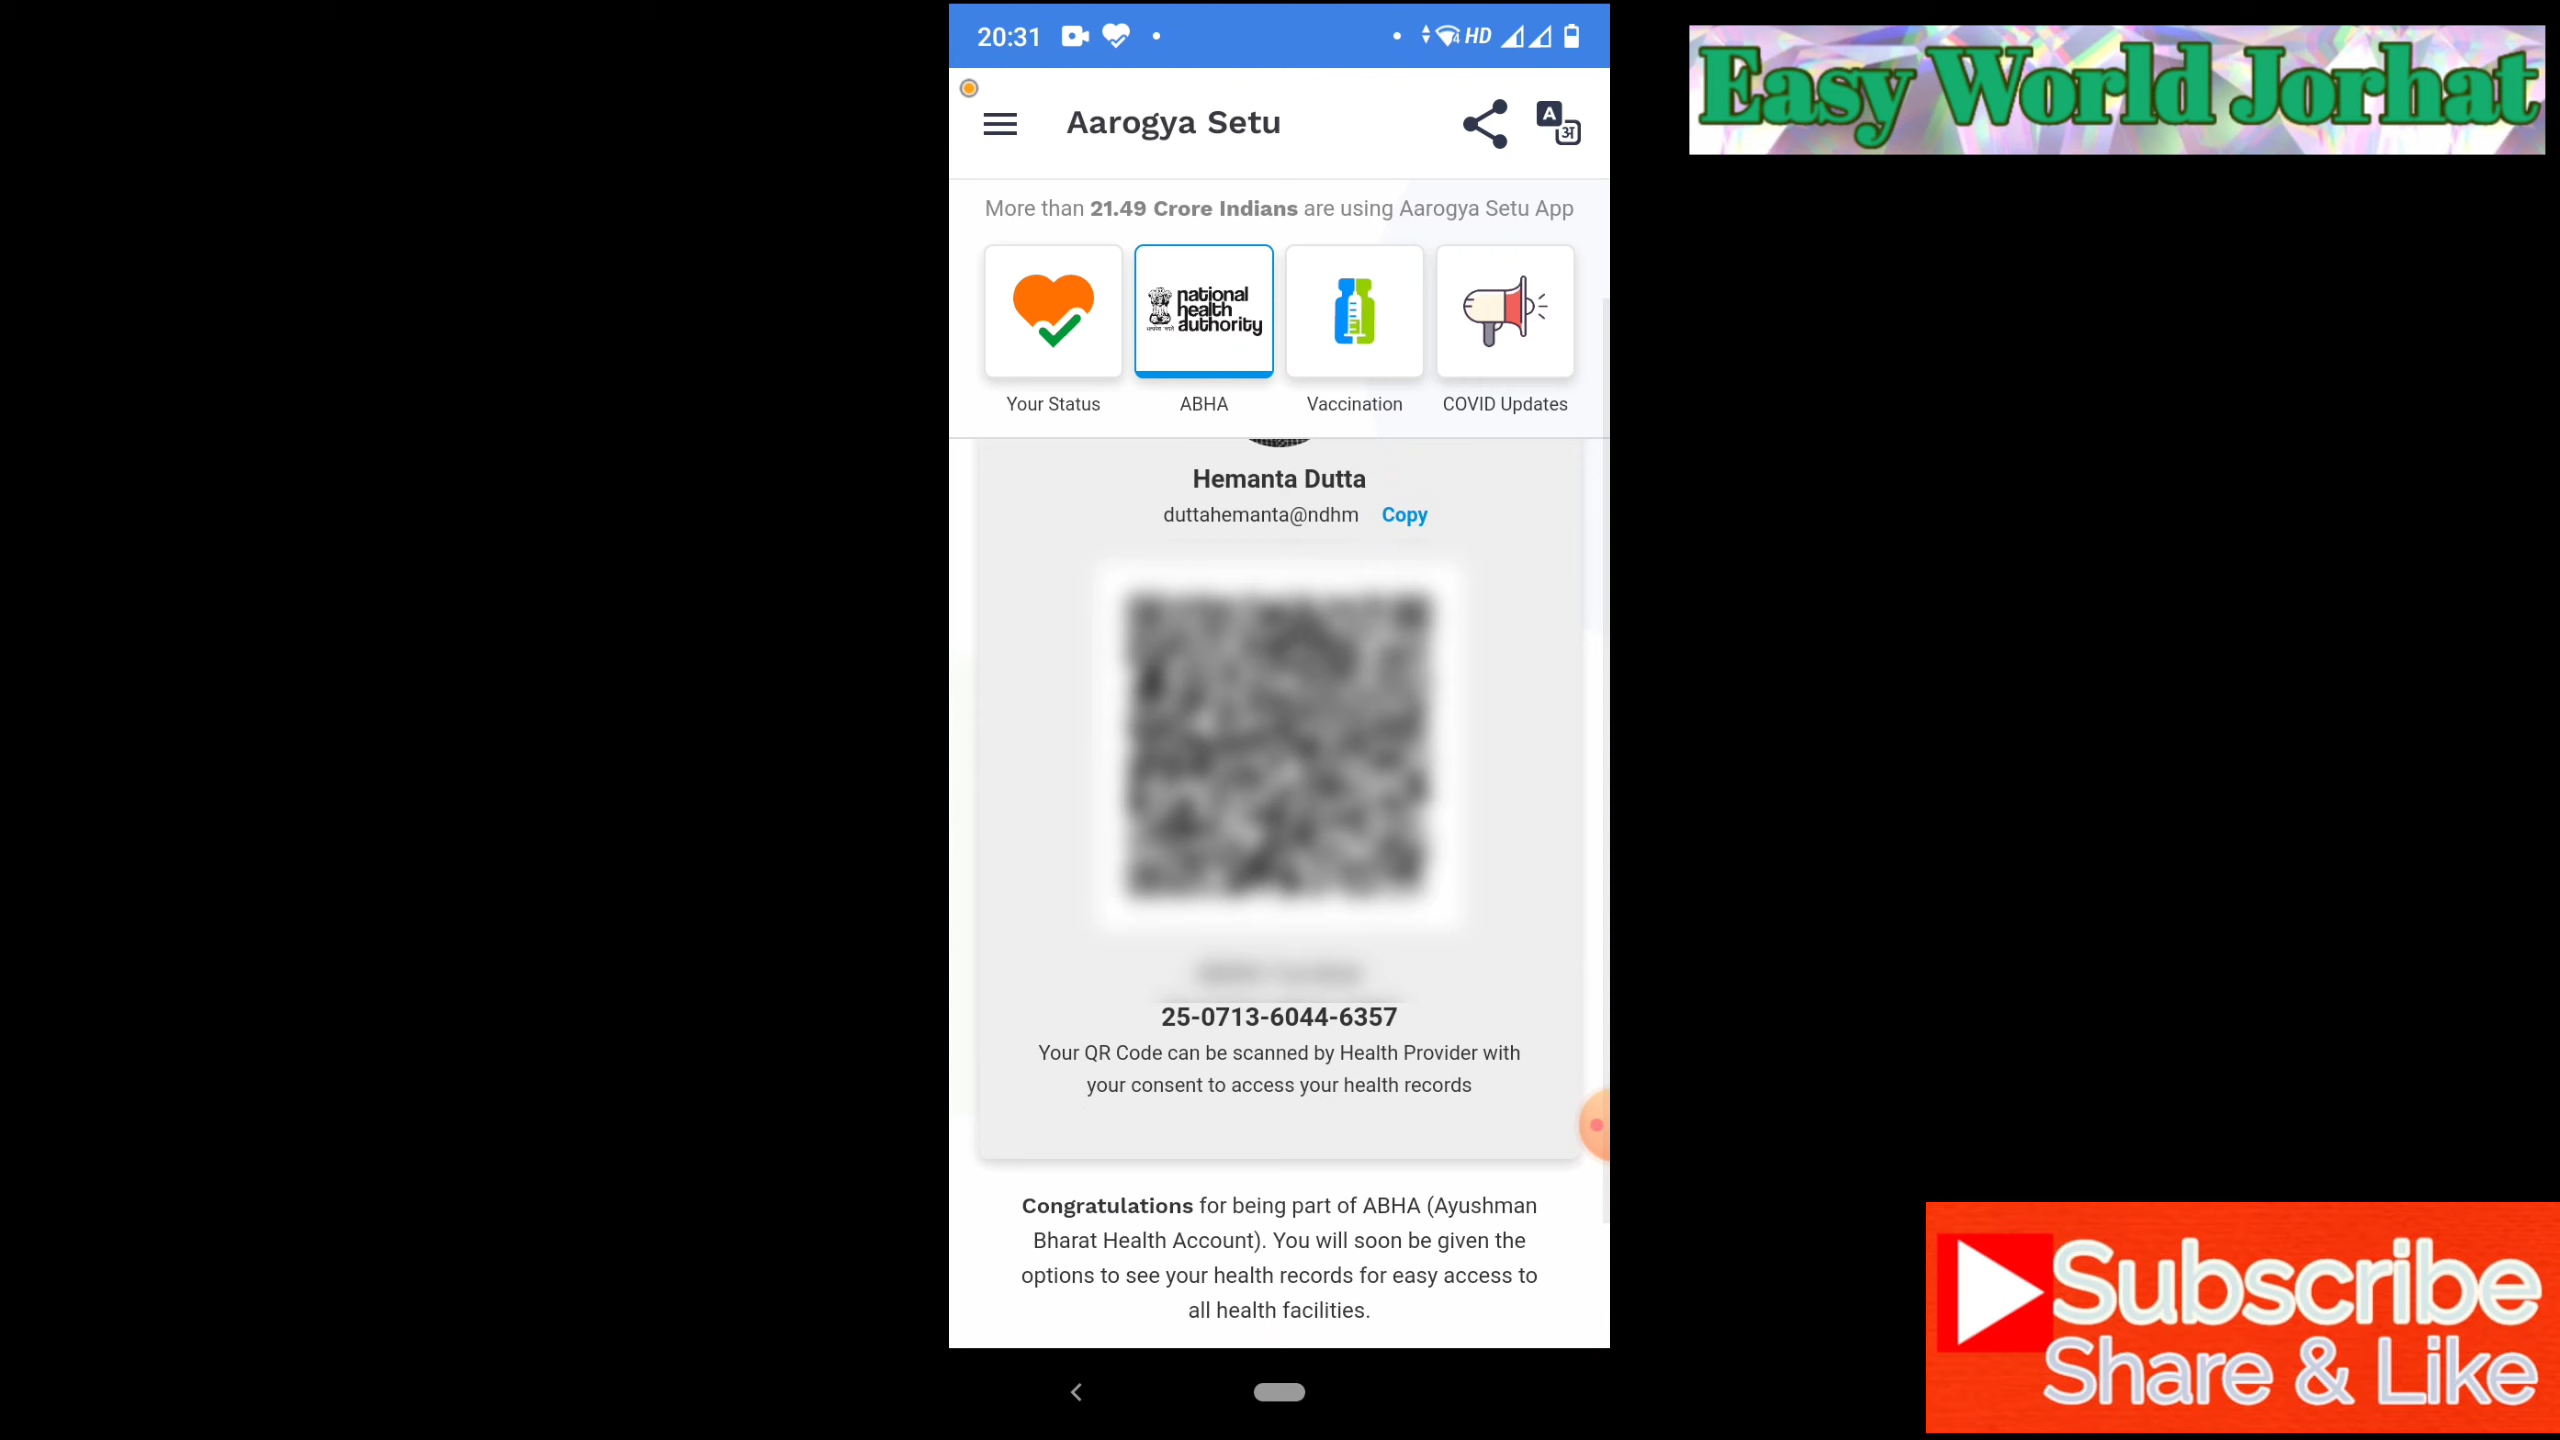 20:31
HD
Easy World Jorhat
Aarogya Setu
A
अ
More than 21.49 Crore Indians are using Aarogya Setu App
national
health
authority
Your Status
ABHA
Vaccination
COVID Updates
Hemanta Dutta
duttahemanta@ndhm Copy
25-0713-6044-6357
Your QR Code can be scanned by Health Provider with
your consent to access your health records
Congratulations for being part of ABHA (Ayushman
Bharat Health Account). You will soon be given the
options to see your health records for easy access to
all health facilities.
Subscribe
Share & Like